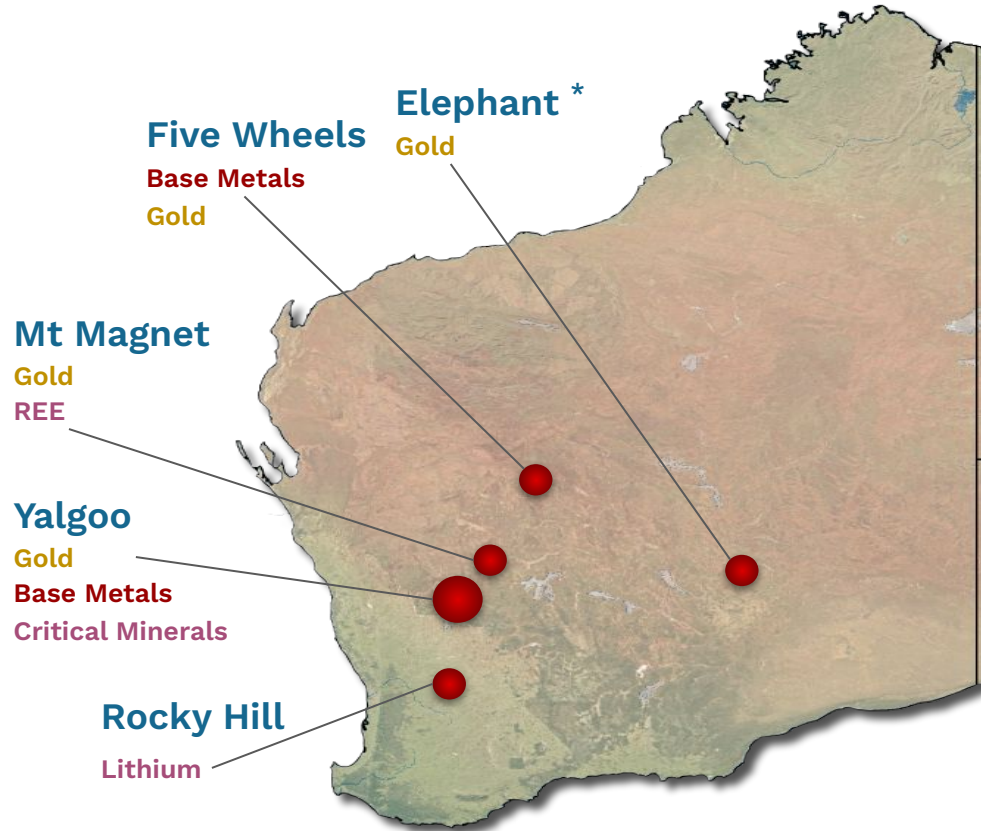 Elephant *
Gold
Five Wheels
Base Metals
Gold
Mt Magnet
Gold
REE
Yalgoo
Gold
Base Metals
Critical Minerals
Rocky Hill
Lithium